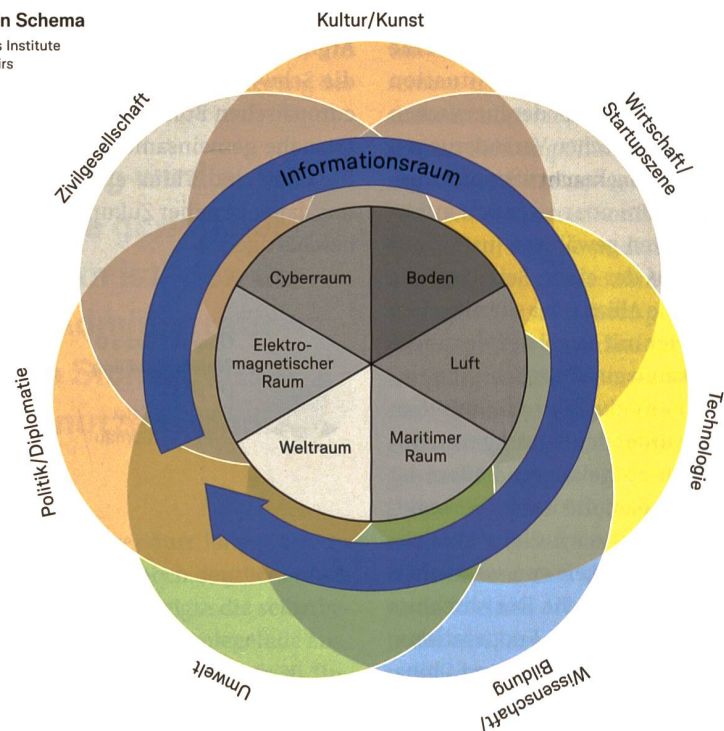 n Schema
s Institute
irs
Kultur/Kunst
Zivilgesellschaft
Wirtschaft/
Startupszene
Informationsraum
Cyberraum
Boden
Elektro-
magnetischer
Raum
Luft
Weltraum
Maritimer
Raum
Politik/Diplomatie
Technologie
Umwelt
Wissenschaft/
Bildung